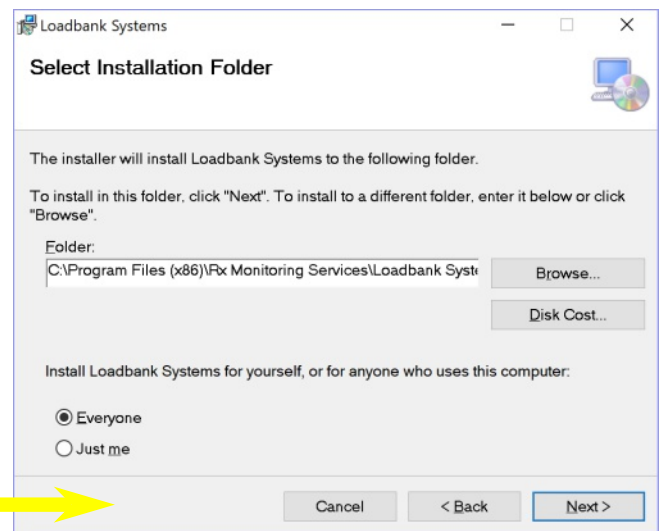 Loadbank Systems
Select Installation Folder
The installer will install Loadbank Systems to the following folder.
To install in this folder, click "Next". To install to a different folder, enter it below or click
"Browse".
Folder:
C:\Program Files (x86)\Rx Monitoring Services\Loadbank Syste
Browse...
Disk Cost...
Install Loadbank Systems for yourself, or for anyone who uses this computer:
Everyone
Just me
Cancel
< Back
Next >